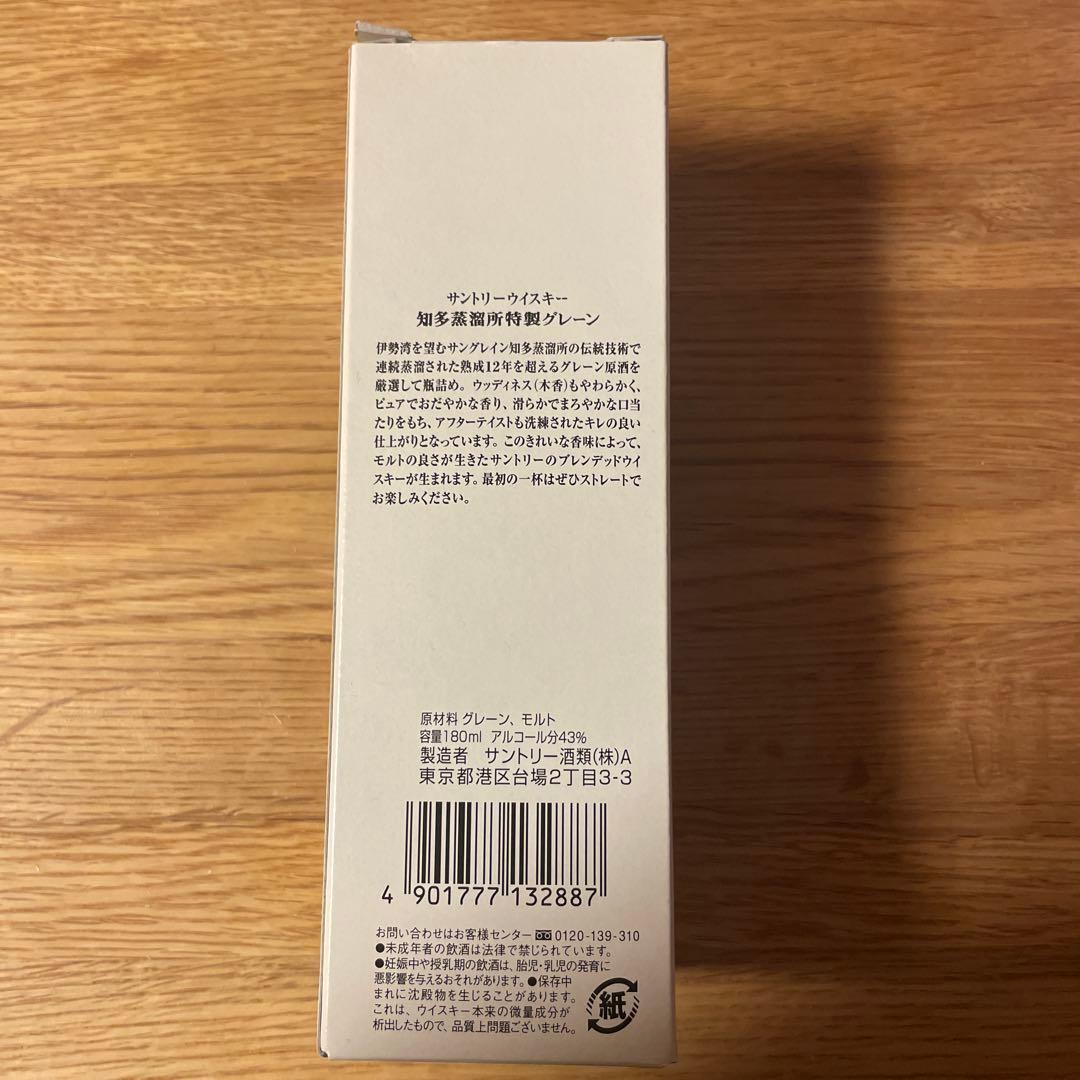 サントリーウイスキー
知多蒸溜所特製グレーン
伊勢湾を望むサングレイン知多蒸溜所の伝統技術で
連続蒸溜された熟成12年を超えるグレーン原酒を
厳選して瓶詰め。ウッディネス(木香)もやわらかく、
ピュアでおだやかな香り、滑らかでまろやかな口当
たりをもち、アフターテイストも洗練されたキレの良い
仕上がりとなっています。このきれいな香味によって、
モルトの良さが生きたサントリーのブレンデッドウイ
スキーが生まれます。最初の一杯はぜひストレートで
お楽しみください。
原材料 グレーン、モルト
容量180ml アルコール分43%
製造者 サントリー酒類(株)A
東京都港区台場2丁目3-3
4 901777 132887
お問い合わせはお客様センター 0120-139-310
●未成年者の飲酒は法律で禁じられています。
●妊娠中や授乳期の飲酒は、胎児・乳児の発育に
悪影響を与えるおそれがあります。●保存中
まれに沈殿物を生じることがあります。
これは、ウイスキー本来の微量成分が
析出したもので、品質上問題ございません。
紙